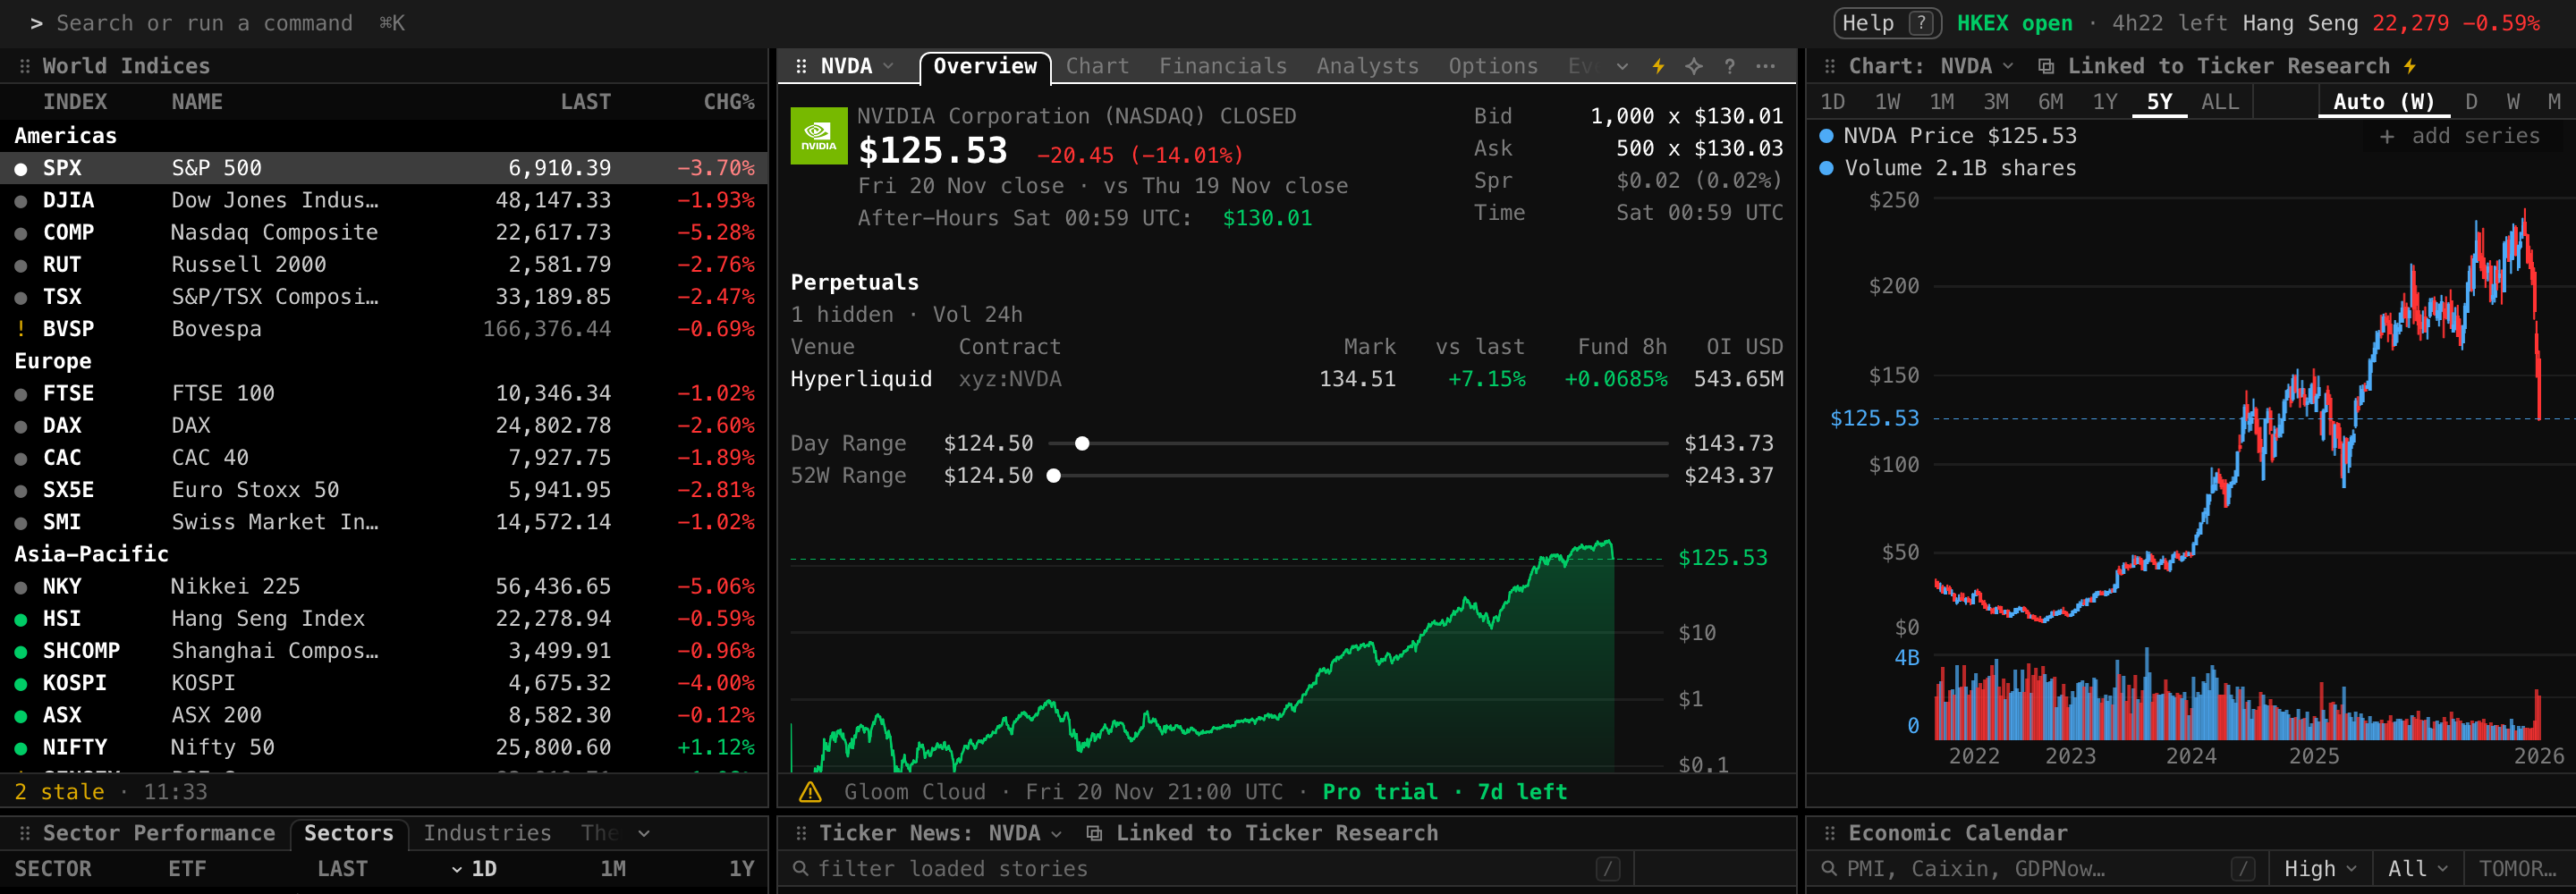 > Search or run a command ⌘K
Help ? HKEX open · 4h22 left Hang Seng 22,279 −0.59%
World Indices
INDEX NAME LAST CHG%
Americas
SPX S&P 500 6,910.39 −3.70%
DJIA Dow Jones Indus… 48,147.33 −1.93%
COMP Nasdaq Composite 22,617.73 −5.28%
RUT Russell 2000 2,581.79 −2.76%
TSX S&P/TSX Composi… 33,189.85 −2.47%
! BVSP Bovespa 166,376.44 −0.69%
Europe
FTSE FTSE 100 10,346.34 −1.02%
DAX DAX 24,802.78 −2.60%
CAC CAC 40 7,927.75 −1.89%
SX5E Euro Stoxx 50 5,941.95 −2.81%
SMI Swiss Market In… 14,572.14 −1.02%
Asia−Pacific
NKY Nikkei 225 56,436.65 −5.06%
HSI Hang Seng Index 22,278.94 −0.59%
SHCOMP Shanghai Compos… 3,499.91 −0.96%
KOSPI KOSPI 4,675.32 −4.00%
ASX ASX 200 8,582.30 −0.12%
NIFTY Nifty 50 25,800.60 +1.12%
2 stale · 11:33
NVDA Overview Chart Financials Analysts Options ?
NVIDIA
NVIDIA Corporation (NASDAQ) CLOSED
$125.53 −20.45 (−14.01%)
Fri 20 Nov close · vs Thu 19 Nov close
After−Hours Sat 00:59 UTC: $130.01
Bid 1,000 x $130.01
Ask 500 x $130.03
Spr $0.02 (0.02%)
Time Sat 00:59 UTC
Perpetuals
1 hidden · Vol 24h
Venue Contract Mark vs last Fund 8h OI USD
Hyperliquid xyz:NVDA 134.51 +7.15% +0.0685% 543.65M
Day Range $124.50 $143.73
52W Range $124.50 $243.37
$125.53
$10
$1
$0.1
Gloom Cloud · Fri 20 Nov 21:00 UTC · Pro trial · 7d left
Chart: NVDA Linked to Ticker Research
1D 1W 1M 3M 6M 1Y 5Y ALL Auto (W) D W M
NVDA Price $125.53
+ add series
Volume 2.1B shares
$250
$200
$150
$125.53
$100
$50
$0
4B
0
2022 2023 2024 2025 2026
Sector Performance Sectors Industries
SECTOR ETF LAST 1D 1M 1Y
Ticker News: NVDA Linked to Ticker Research
filter loaded stories /
Economic Calendar
PMI, Caixin, GDPNow… / High All TOMOR…